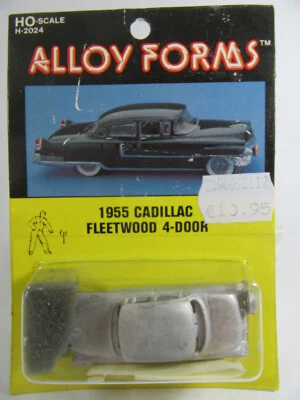 HO-SCALE
H-2024
ALLOY FORMS™
€10.95
1955 CADILLAC
FLEETWOOD 4-DOOR